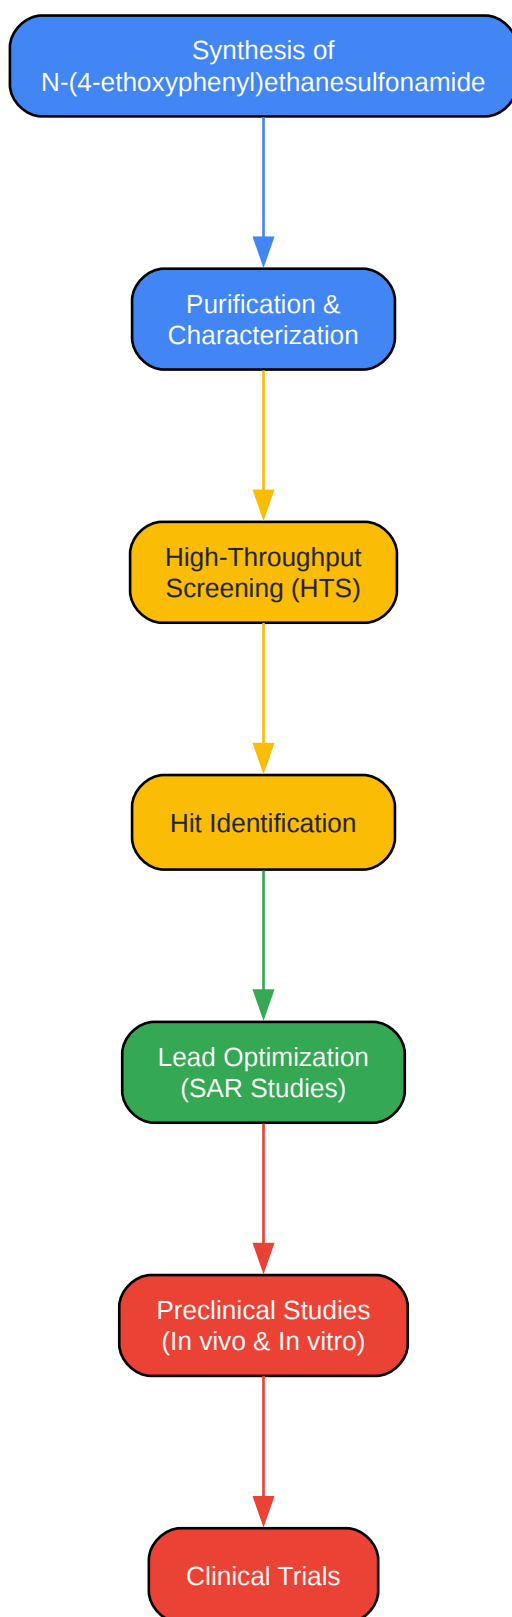 Synthesis of
N-(4-ethoxyphenyl)ethanesulfonamide
Purification &
Characterization
High-Throughput
Screening (HTS)
Hit Identification
Lead Optimization
(SAR Studies)
Preclinical Studies
(In vivo & In vitro)
Clinical Trials